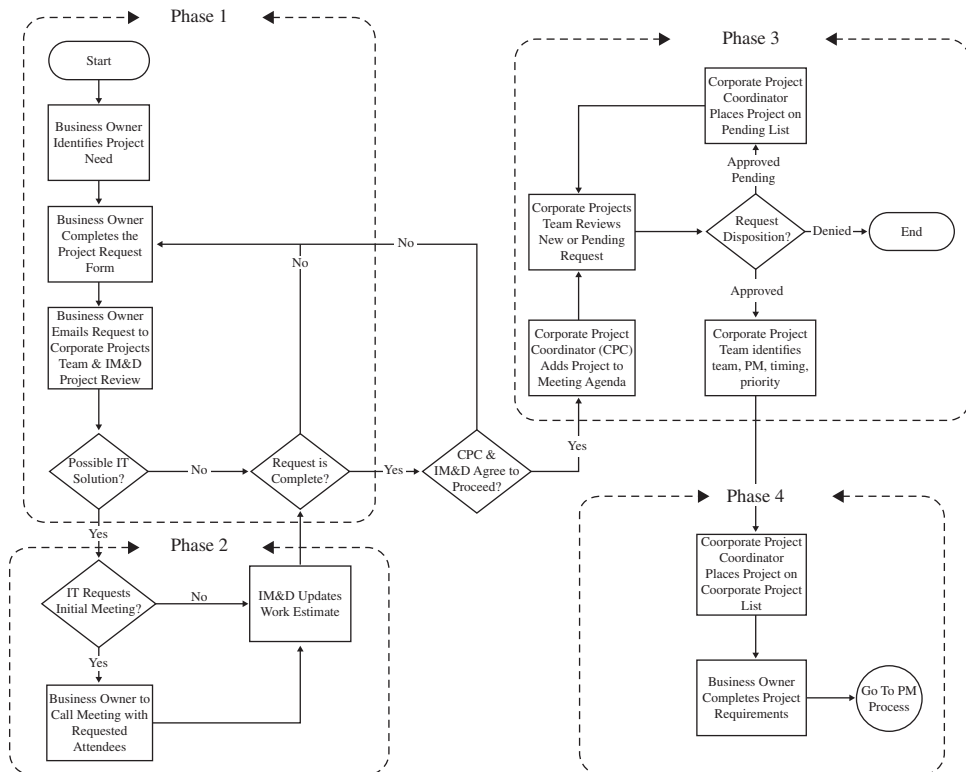 Phase 1
Start
Business Owner
Identifies Project
Need
Business Owner
Completes the
Project Request
Form
Business Owner
Emails Request to
Corporate Projects
Team & IM&D
Project Review
Possible IT
Solution?
No
Request is
Complete?
No
Yes
CPC &
IM&D Agree to
Proceed?
No
Yes
Yes
Phase 2
IT Requests
Initial Meeting?
No
IM&D Updates
Work Estimate
Yes
Business Owner to
Call Meeting with
Requested
Attendees
Phase 3
Corporate Project
Coordinator
Places Project on
Pending List
Approved
Pending
Corporate Projects
Team Reviews
New or Pending
Request
Request
Disposition?
Denied
End
Approved
Corporate Project
Coordinator (CPC)
Adds Project to
Meeting Agenda
Corporate Project
Team identifies
team, PM, timing,
priority
Phase 4
Coorporate Project
Coordinator
Places Project on
Coorporate Project
List
Business Owner
Completes Project
Requirements
Go To PM
Process